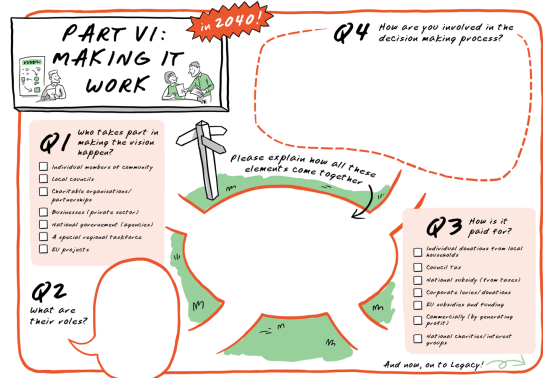 PART VI:
MAKING IT
WORK
in 2040!
Q1 Who takes part in
making the vision
happen?
Individual members of community
Local councils
Charitable organisations/
partnerships
Businesses (private sector)
National governement (agencies)
A special regional taskforce
EU projects
Q2
What are
their roles?
Please explain how all these
elements come together
Q4 How are you involved in the
decision making process?
Q3 How is it
paid for?
Individual donations from local
households
Council Tax
National subsidy (from taxes)
Corporate levies/donations
EU subsidies and funding
Commercially (by generating
profit)
National charities/interest
groups
And now, on to Legacy!